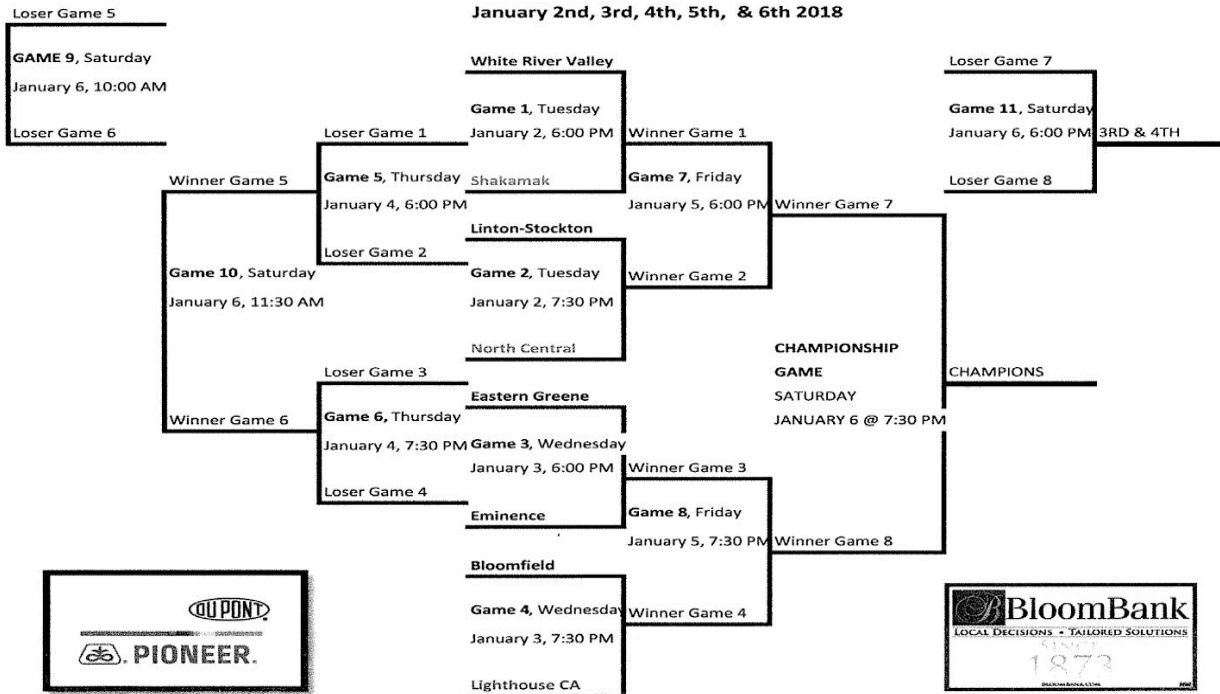 January 2nd, 3rd, 4th, 5th, & 6th 2018
Loser Game 5
GAME 9, Saturday
January 6, 10:00 AM
Loser Game 6
Winner Game 5
Game 10, Saturday
January 6, 11:30 AM
Winner Game 6
Loser Game 1
Game 5, Thursday
January 4, 6:00 PM
Loser Game 2
Loser Game 3
Game 6, Thursday
January 4, 7:30 PM
Loser Game 4
White River Valley
Game 1, Tuesday
January 2, 6:00 PM
Shakamak
Linton-Stockton
Game 2, Tuesday
January 2, 7:30 PM
North Central
Eastern Greene
Game 3, Wednesday
January 3, 6:00 PM
Eminence
Bloomfield
Game 4, Wednesday
January 3, 7:30 PM
Lighthouse CA
Winner Game 1
Game 7, Friday
January 5, 6:00 PM
Winner Game 2
Winner Game 3
Game 8, Friday
January 5, 7:30 PM
Winner Game 4
Winner Game 7
CHAMPIONSHIP
GAME
SATURDAY
JANUARY 6 @ 7:30 PM
Winner Game 8
CHAMPIONS
Loser Game 7
Game 11, Saturday
January 6, 6:00 PM
3RD & 4TH
Loser Game 8
DUPONT
PIONEER.
BloomBank
LOCAL DECISIONS • TAILORED SOLUTIONS
SINCE
1873
BLOOMBANK.COM